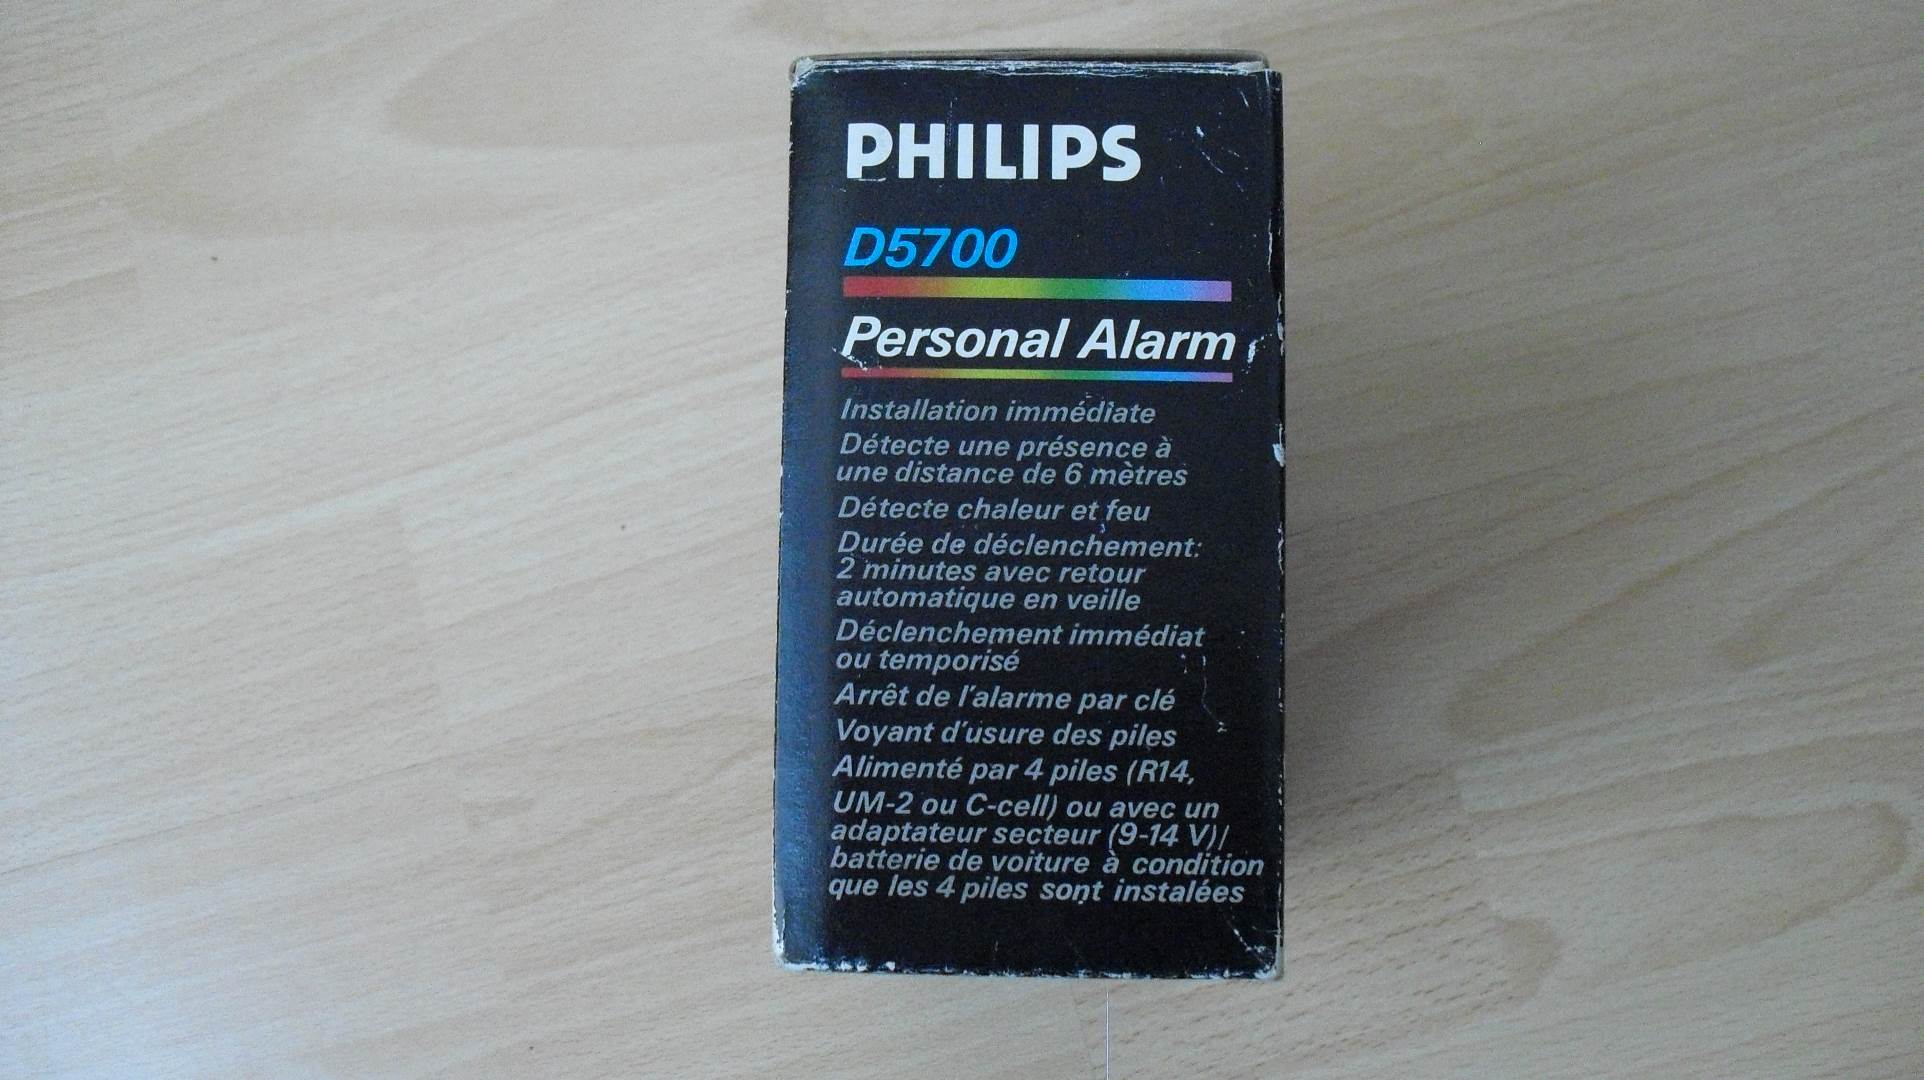 PHILIPS
D5700
Personal Alarm
Installation immédiate
Détecte une présence à
une distance de 6 mètres
Détecte chaleur et feu
Durée de déclenchement:
2 minutes avec retour
automatique en veille
Déclenchement immédiat
ou temporisé
Arrêt de l'alarme par clé
Voyant d'usure des piles
Alimenté par 4 piles (R14,
UM-2 ou C-cell) ou avec un
adaptateur secteur (9-14 V)/
batterie de voiture à condition
que les 4 piles sont instalées